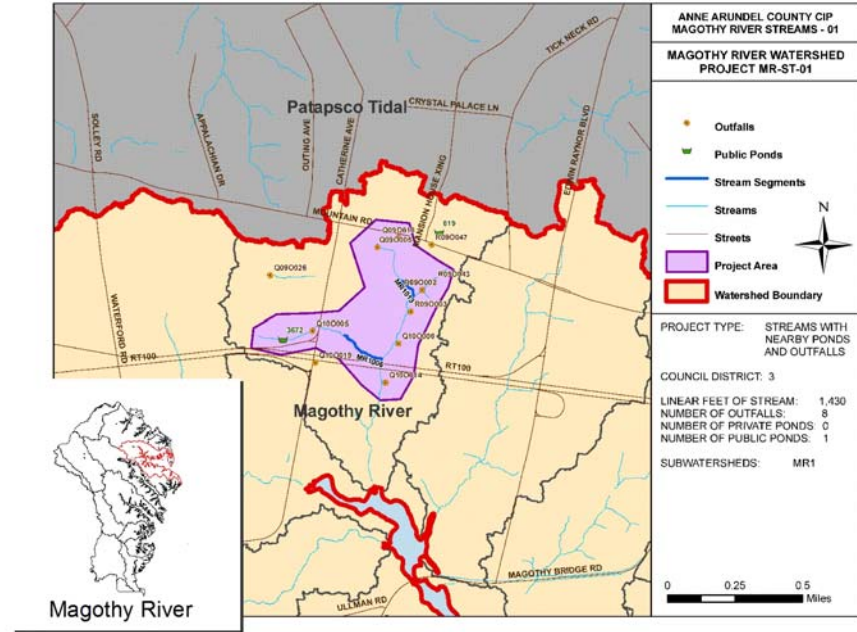 ANNE ARUNDEL COUNTY CIP
MAGOTHY RIVER STREAMS - 01
MAGOTHY RIVER WATERSHED
PROJECT MR-ST-01
Outfalls
Public Ponds
Stream Segments
Streams
Streets
Project Area
Watershed Boundary
N
PROJECT TYPE: STREAMS WITH
NEARBY PONDS
AND OUTFALLS
COUNCIL DISTRICT: 3
LINEAR FEET OF STREAM: 1,430
NUMBER OF OUTFALLS: 8
NUMBER OF PRIVATE PONDS: 0
NUMBER OF PUBLIC PONDS: 1
SUBWATERSHEDS: MR1
0 0.25 0.5
Miles
TICK NECK RD
Patapsco Tidal
CRYSTAL PALACE LN
SOLLEY RD
APPALACHIAN DR
OUTING AVE
CATHERINE AVE
MANSION HOUSE XING
EDWIN RAYNOR BLVD
MOUNTAIN RD
819
R09O047
Q09O005
Q09O026
R09O043
R09O002
R09O003
3672
Q10O005
WATERFORD RD
RT100
RT100
Magothy River
MAGOTHY BRIDGE RD
ULLMAN RD
Magothy River